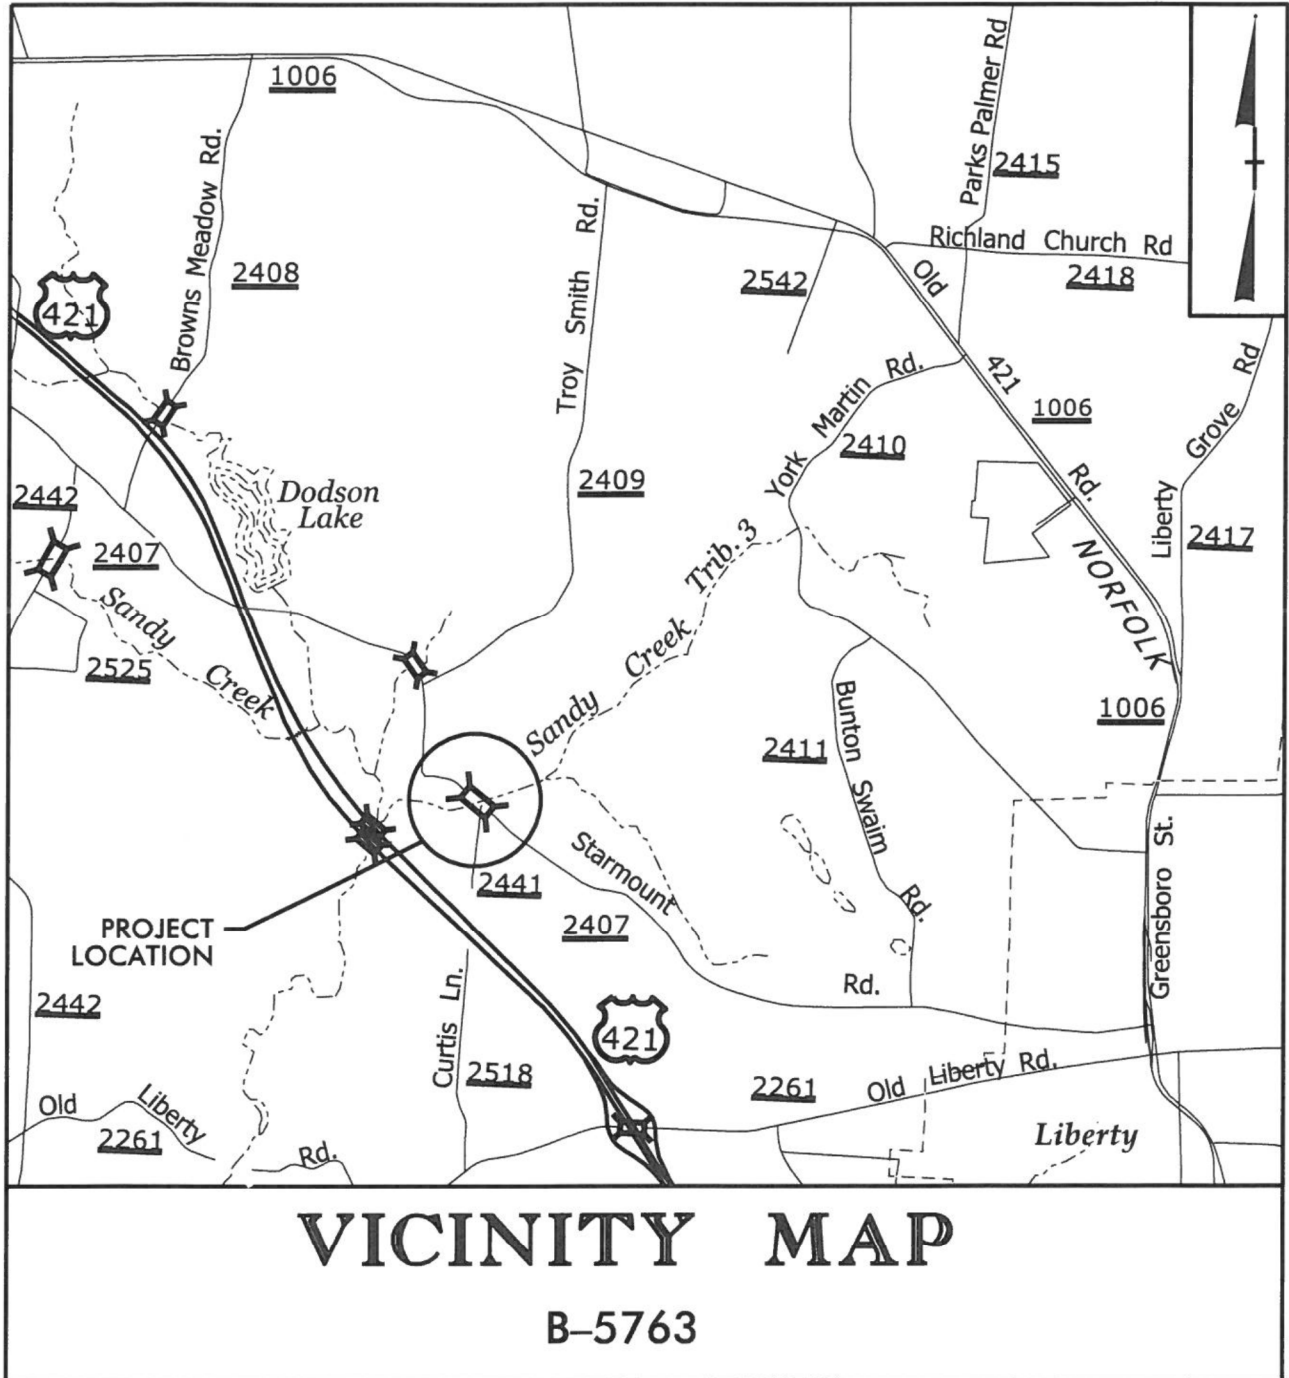 1006
Parks Palmer Rd
2415
Browns Meadow Rd.
2408
Troy Smith Rd.
2542
Richland Church Rd
2418
421
Old 421 Rd.
1006
York Martin Rd.
2410
Liberty Grove Rd
2417
2442
2407
Dodson
Lake
2409
Sandy Creek Trib. 3
NORFOLK
Sandy Creek
2525
1006
2411
Bunton Swaim Rd.
Starmount Rd.
2441
2407
PROJECT
LOCATION
Greensboro St.
2442
Curtis Ln.
421
2518
2261
Old Liberty Rd.
Old Liberty Rd.
2261
Liberty
VICINITY MAP
B–5763